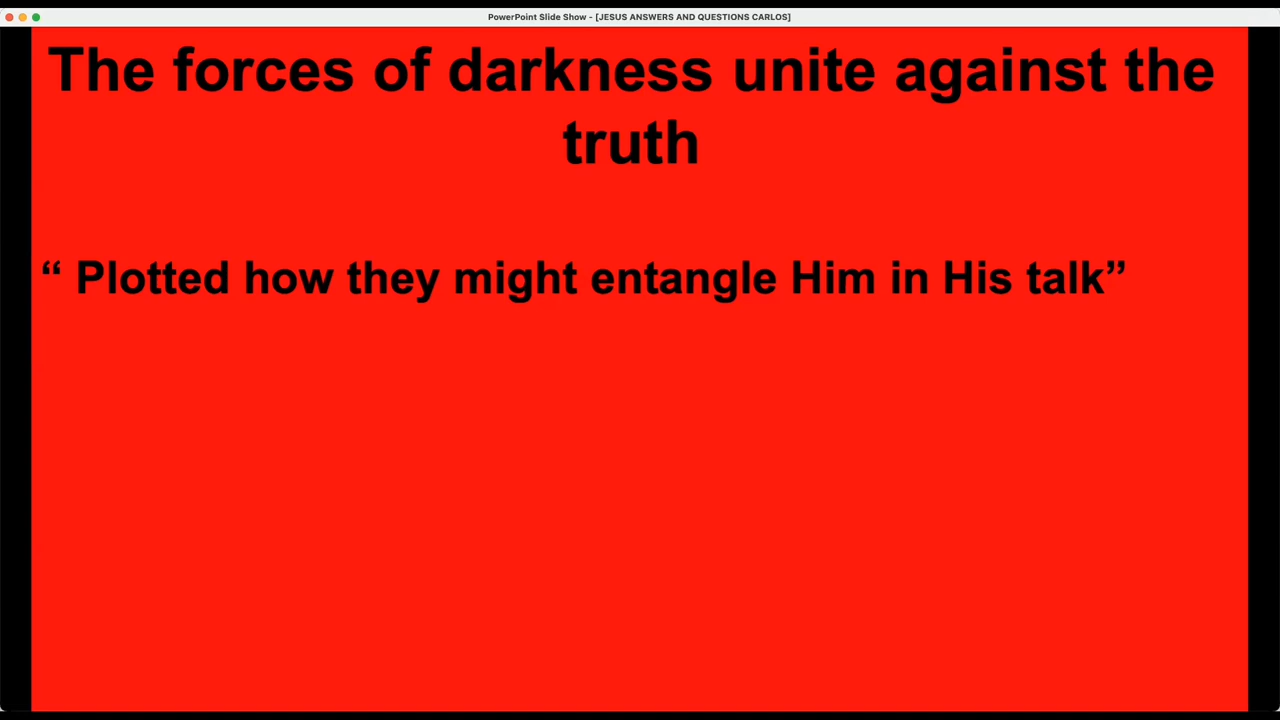 PowerPoint Slide Show - [JESUS ANSWERS AND QUESTIONS CARLOS]
The forces of darkness unite against the
truth
“ Plotted how they might entangle Him in His talk”